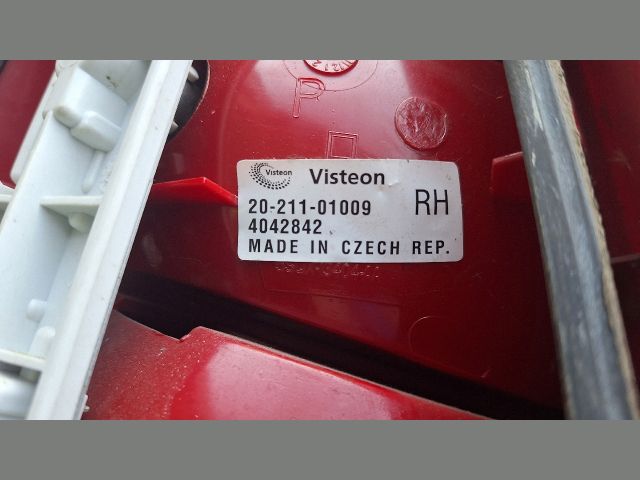 P
Visteon Visteon
20-211-01009 RH
4042842
MADE IN CZECH REP.